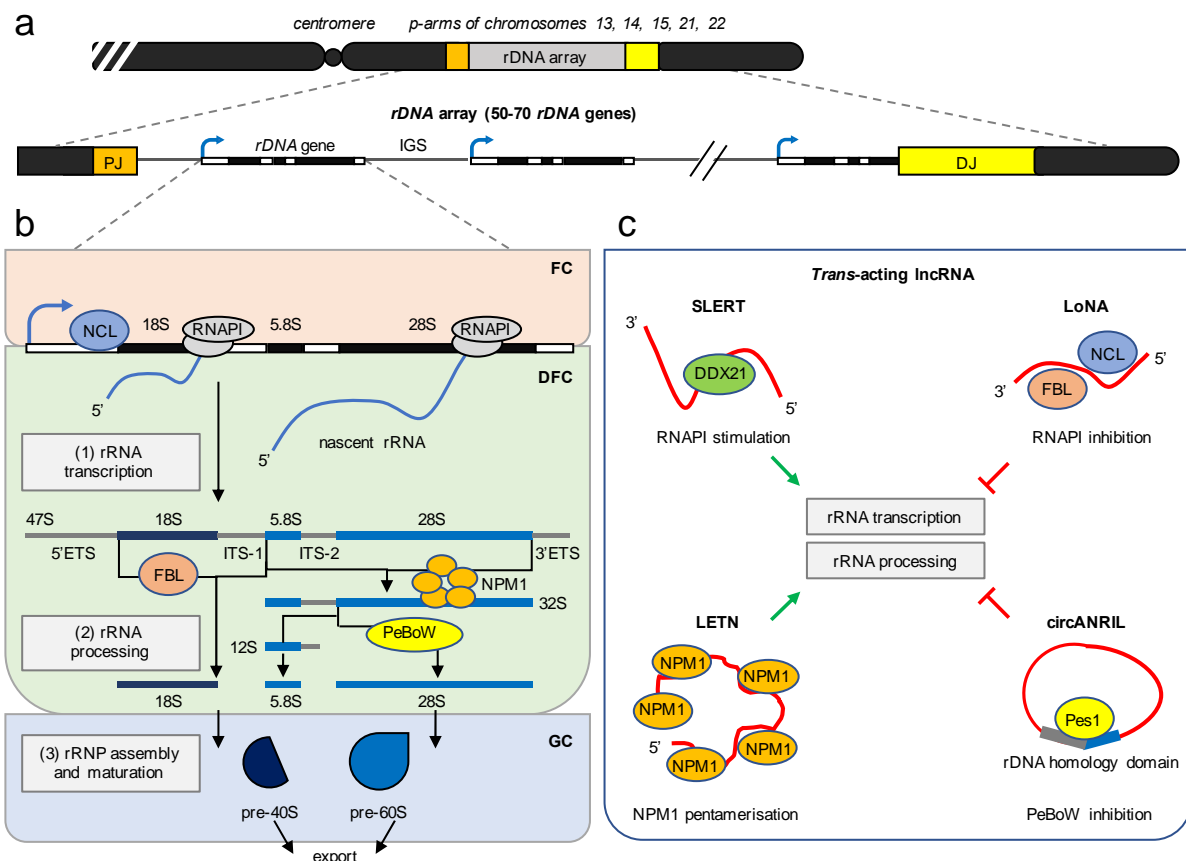 a
centromere
p-arms of chromosomes 13, 14, 15, 21, 22
rDNA array
rDNA array (50-70 rDNA genes)
PJ
rDNA gene
IGS
DJ
b
FC
NCL
18S
RNAPI
5.8S
28S
RNAPI
DFC
5'
nascent rRNA
5'
(1) rRNA
transcription
47S
18S
5.8S
28S
5'ETS
ITS-1
ITS-2
3'ETS
FBL
NPM1
32S
PeBoW
(2) rRNA
processing
12S
18S
5.8S
28S
GC
(3) rRNP assembly
and maturation
pre-40S
pre-60S
export
c
Trans-acting lncRNA
SLERT
3'
DDX21
5'
RNAPI stimulation
LoNA
NCL
5'
3'
FBL
RNAPI inhibition
rRNA transcription
rRNA processing
LETN
NPM1
NPM1
NPM1
5'
NPM1
NPM1
NPM1 pentamerisation
circANRIL
Pes1
rDNA homology domain
PeBoW inhibition